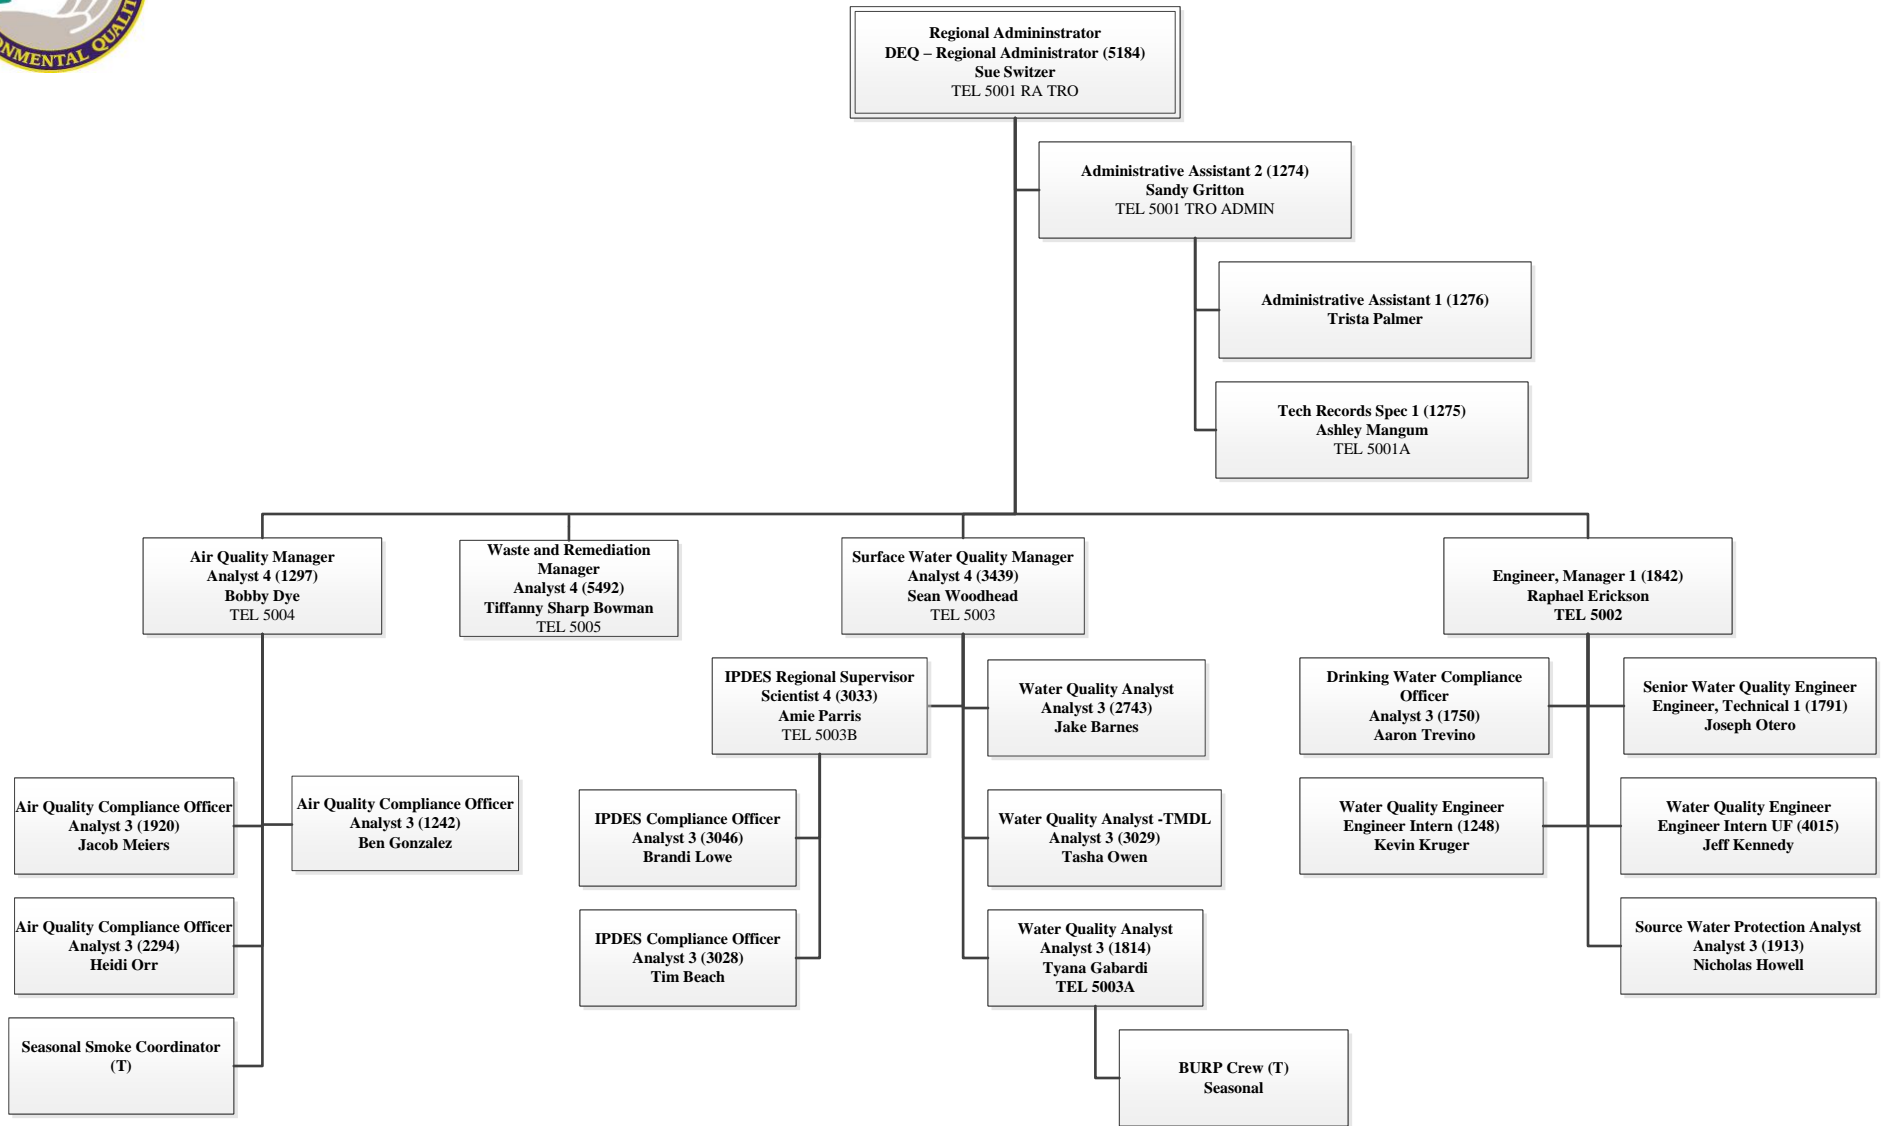 ONMENTAL QUALIT
Regional Admininstrator
DEQ – Regional Administrator (5184)
Sue Switzer
TEL 5001 RA TRO
Administrative Assistant 2 (1274)
Sandy Gritton
TEL 5001 TRO ADMIN
Administrative Assistant 1 (1276)
Trista Palmer
Tech Records Spec 1 (1275)
Ashley Mangum
TEL 5001A
Air Quality Manager
Analyst 4 (1297)
Bobby Dye
TEL 5004
Waste and Remediation
Manager
Analyst 4 (5492)
Tiffanny Sharp Bowman
TEL 5005
Surface Water Quality Manager
Analyst 4 (3439)
Sean Woodhead
TEL 5003
Engineer, Manager 1 (1842)
Raphael Erickson
TEL 5002
Air Quality Compliance Officer
Analyst 3 (1920)
Jacob Meiers
Air Quality Compliance Officer
Analyst 3 (1242)
Ben Gonzalez
Air Quality Compliance Officer
Analyst 3 (2294)
Heidi Orr
Seasonal Smoke Coordinator
(T)
IPDES Regional Supervisor
Scientist 4 (3033)
Amie Parris
TEL 5003B
IPDES Compliance Officer
Analyst 3 (3046)
Brandi Lowe
IPDES Compliance Officer
Analyst 3 (3028)
Tim Beach
Water Quality Analyst
Analyst 3 (2743)
Jake Barnes
Water Quality Analyst -TMDL
Analyst 3 (3029)
Tasha Owen
Water Quality Analyst
Analyst 3 (1814)
Tyana Gabardi
TEL 5003A
BURP Crew (T)
Seasonal
Drinking Water Compliance
Officer
Analyst 3 (1750)
Aaron Trevino
Senior Water Quality Engineer
Engineer, Technical 1 (1791)
Joseph Otero
Water Quality Engineer
Engineer Intern (1248)
Kevin Kruger
Water Quality Engineer
Engineer Intern UF (4015)
Jeff Kennedy
Source Water Protection Analyst
Analyst 3 (1913)
Nicholas Howell